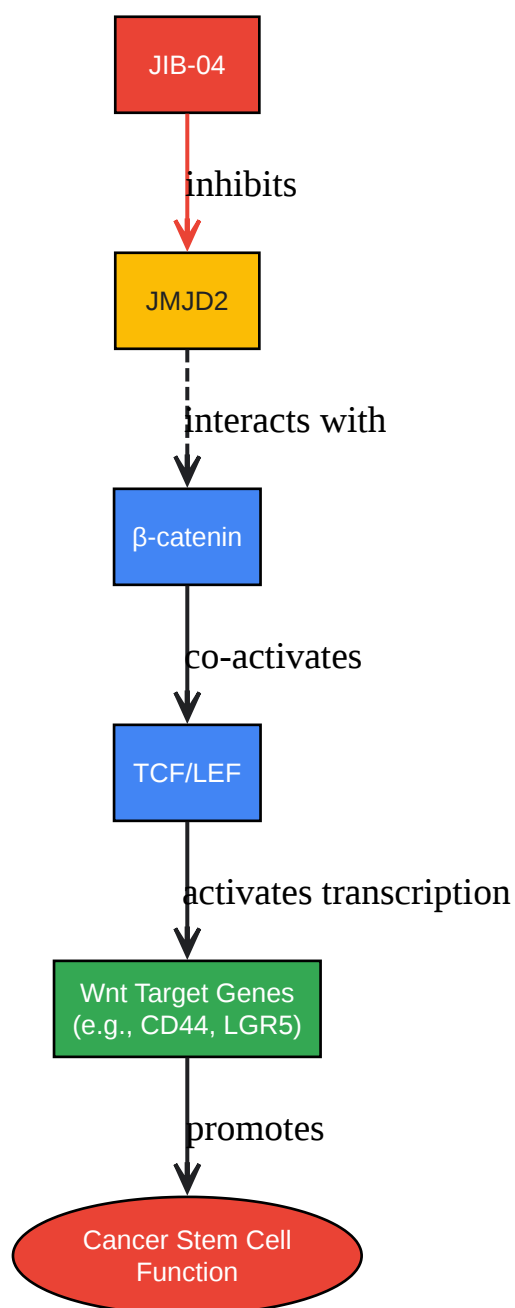 JIB-04
inhibits
JMJD2
interacts with
β-catenin
co-activates
TCF/LEF
activates transcription
Wnt Target Genes
(e.g., CD44, LGR5)
promotes
Cancer Stem Cell
Function